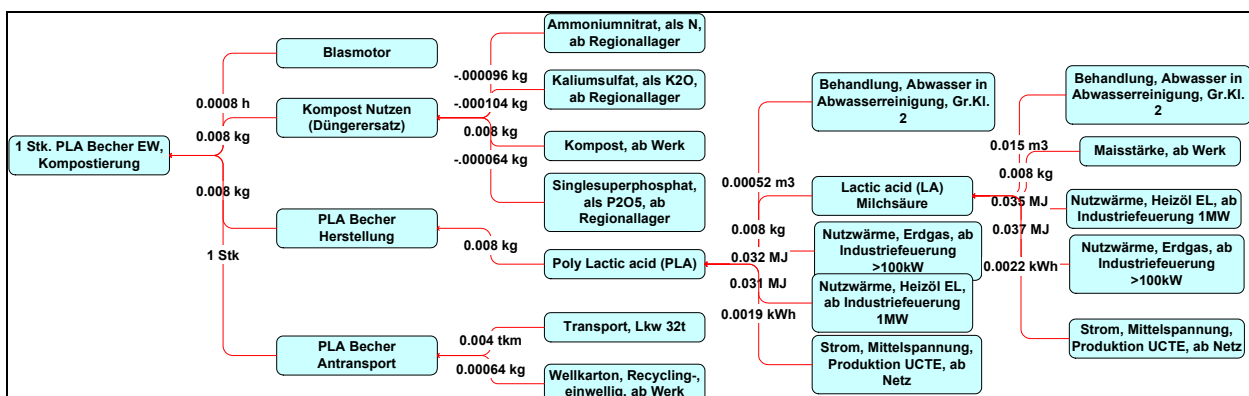 1 Stk. PLA Becher EW,
Kompostierung
0.0008 h
0.008 kg
0.008 kg
1 Stk
Blasmotor
Kompost Nutzen
(Düngerersatz)
PLA Becher
Herstellung
PLA Becher
Antransport
-.000096 kg
-.000104 kg
0.008 kg
-.000064 kg
0.008 kg
0.004 tkm
0.00064 kg
Ammoniumnitrat, als N,
ab Regionallager
Kaliumsulfat, als K2O,
ab Regionallager
Kompost, ab Werk
Singlesuperphosphat,
als P2O5, ab
Regionallager
Poly Lactic acid (PLA)
Transport, Lkw 32t
Wellkarton, Recycling-,
einwellig, ab Werk
0.00052 m3
0.008 kg
0.032 MJ
0.031 MJ
0.0019 kWh
Behandlung, Abwasser in
Abwasserreinigung, Gr.Kl.
2
Lactic acid (LA)
Milchsäure
Nutzwärme, Erdgas, ab
Industriefeuerung
>100kW
Nutzwärme, Heizöl EL,
ab Industriefeuerung
1MW
Strom, Mittelspannung,
Produktion UCTE, ab
Netz
0.015 m3
0.008 kg
0.035 MJ
0.037 MJ
0.0022 kWh
Behandlung, Abwasser in
Abwasserreinigung, Gr.Kl.
2
Maisstärke, ab Werk
Nutzwärme, Heizöl EL, ab
Industriefeuerung 1MW
Nutzwärme, Erdgas, ab
Industriefeuerung
>100kW
Strom, Mittelspannung,
Produktion UCTE, ab Netz